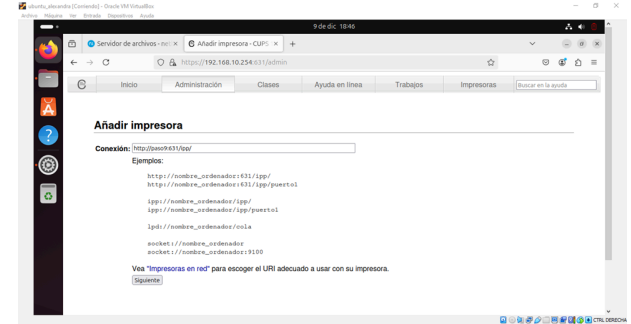 ubuntu_alexandra [Corriendo] - Oracle VM VirtualBox
Archivo Máquina Ver Entrada Dispositivos Ayuda
9 de dic 18:46
Servidor de archivos - 
Añadir impresora - CUPS
https://192.168.10.254:631/admin
Inicio Administración Clases Ayuda en línea Trabajos Impresoras Buscar en la ayuda
Añadir impresora
Conexión: http://paso9:631/ipp/
Ejemplos:
http://nombre_ordenador:631/ipp/
http://nombre_ordenador:631/ipp/puerto1
ipp://nombre_ordenador/ipp/
ipp://nombre_ordenador/ipp/puerto1
lpd://nombre_ordenador/cola
socket://nombre_ordenador
socket://nombre_ordenador:9100
Vea "Impresoras en red" para escoger el URI adecuado a usar con su impresora.
Siguiente
CTRL DERECHA